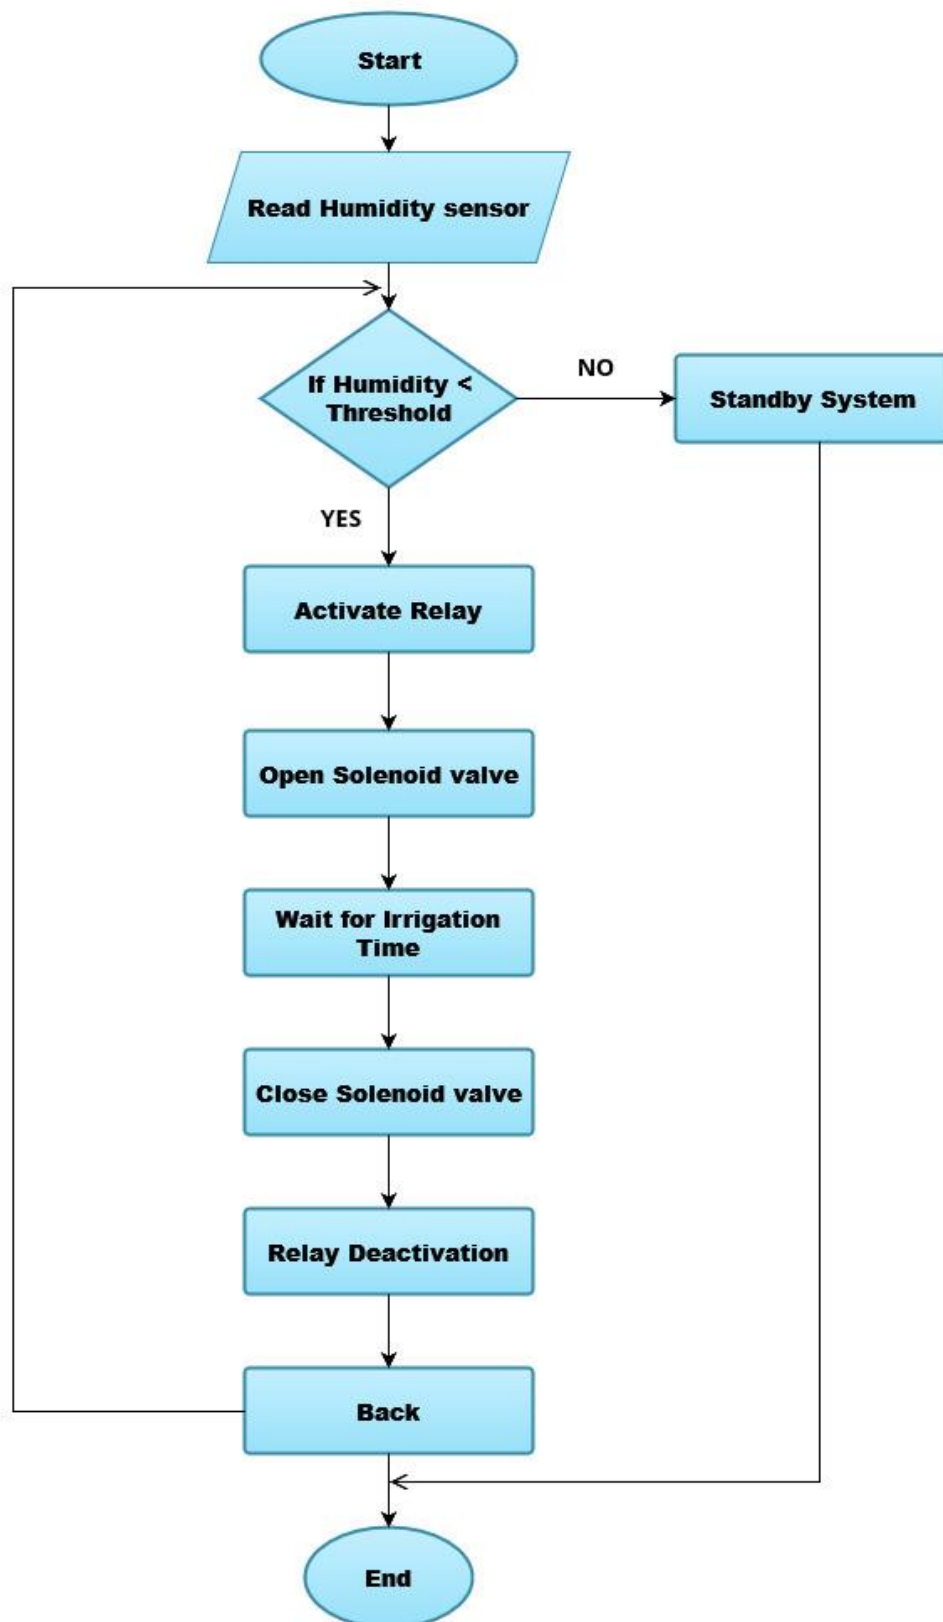 Start
Read Humidity sensor
If Humidity <
Threshold
NO
Standby System
YES
Activate Relay
Open Solenoid valve
Wait for Irrigation
Time
Close Solenoid valve
Relay Deactivation
Back
End